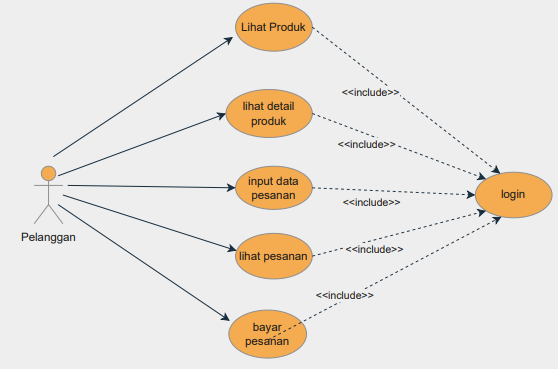 Lihat Produk
<<include>>
lihat detail
produk
<<include>>
input data
pesanan
login
<<include>>
Pelanggan
lihat pesanan
<<include>>
<<include>>
bayar
pesanan